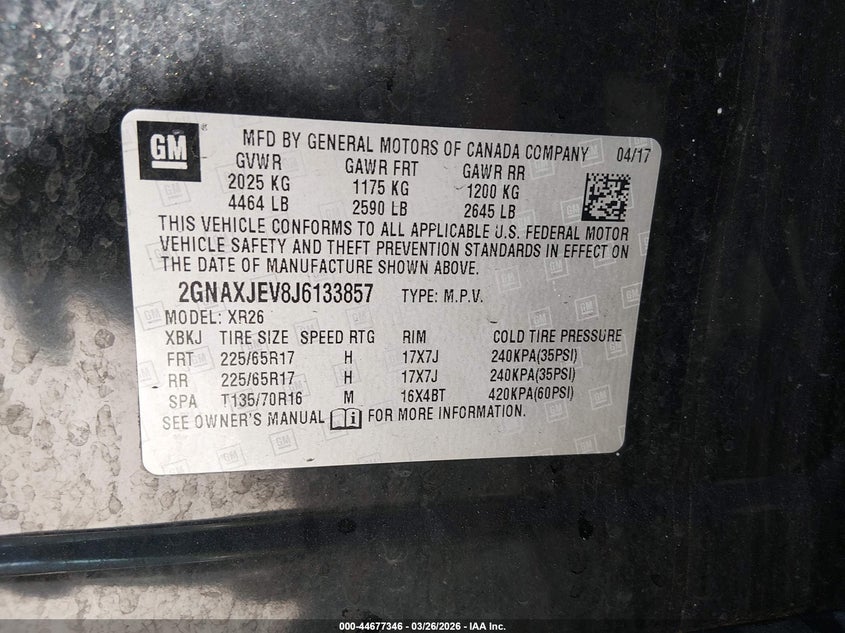 GM
MFD BY GENERAL MOTORS OF CANADA COMPANY 04/17
GVWR GAWR FRT GAWR RR
2025 KG 1175 KG 1200 KG
4464 LB 2590 LB 2645 LB
THIS VEHICLE CONFORMS TO ALL APPLICABLE U.S. FEDERAL MOTOR
VEHICLE SAFETY AND THEFT PREVENTION STANDARDS IN EFFECT ON
THE DATE OF MANUFACTURE SHOWN ABOVE.
2GNAXJEV8J6133857 TYPE: M.P.V.
MODEL: XR26
XBKJ TIRE SIZE SPEED RTG RIM COLD TIRE PRESSURE
FRT 225/65R17 H 17X7J 240KPA(35PSI)
RR 225/65R17 H 17X7J 240KPA(35PSI)
SPA T135/70R16 M 16X4BT 420KPA(60PSI)
SEE OWNER'S MANUAL FOR MORE INFORMATION.
000-44677346 - 03/26/2026 - IAA Inc.